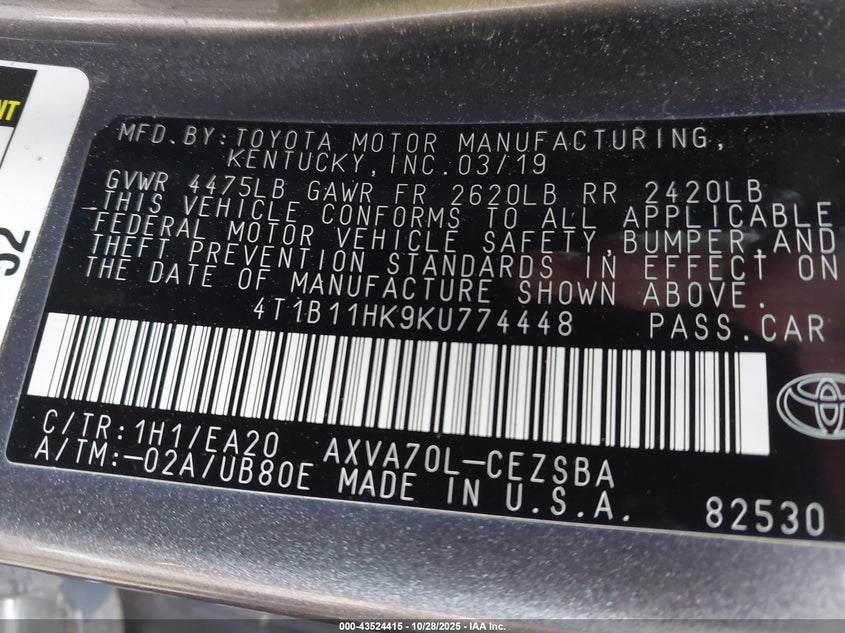 NT
52
MFD.BY:TOYOTA MOTOR MANUFACTURING,
KENTUCKY,INC.03/19
GVWR 4475LB GAWR FR 2620LB RR 2420LB
THIS VEHICLE CONFORMS TO ALL APPLICABLE
FEDERAL MOTOR VEHICLE SAFETY,BUMPER,AND
THEFT PREVENTION STANDARDS IN EFFECT ON
THE DATE OF MANUFACTURE SHOWN ABOVE.
4T1B11HK9KU774448 PASS.CAR
C/TR:1H1/EA20 AXVA70L-CEZSBA
A/TM:-02A/UB80E MADE IN U.S.A. 82530
000-43524415 | 10/28/2025 | IAA Inc.